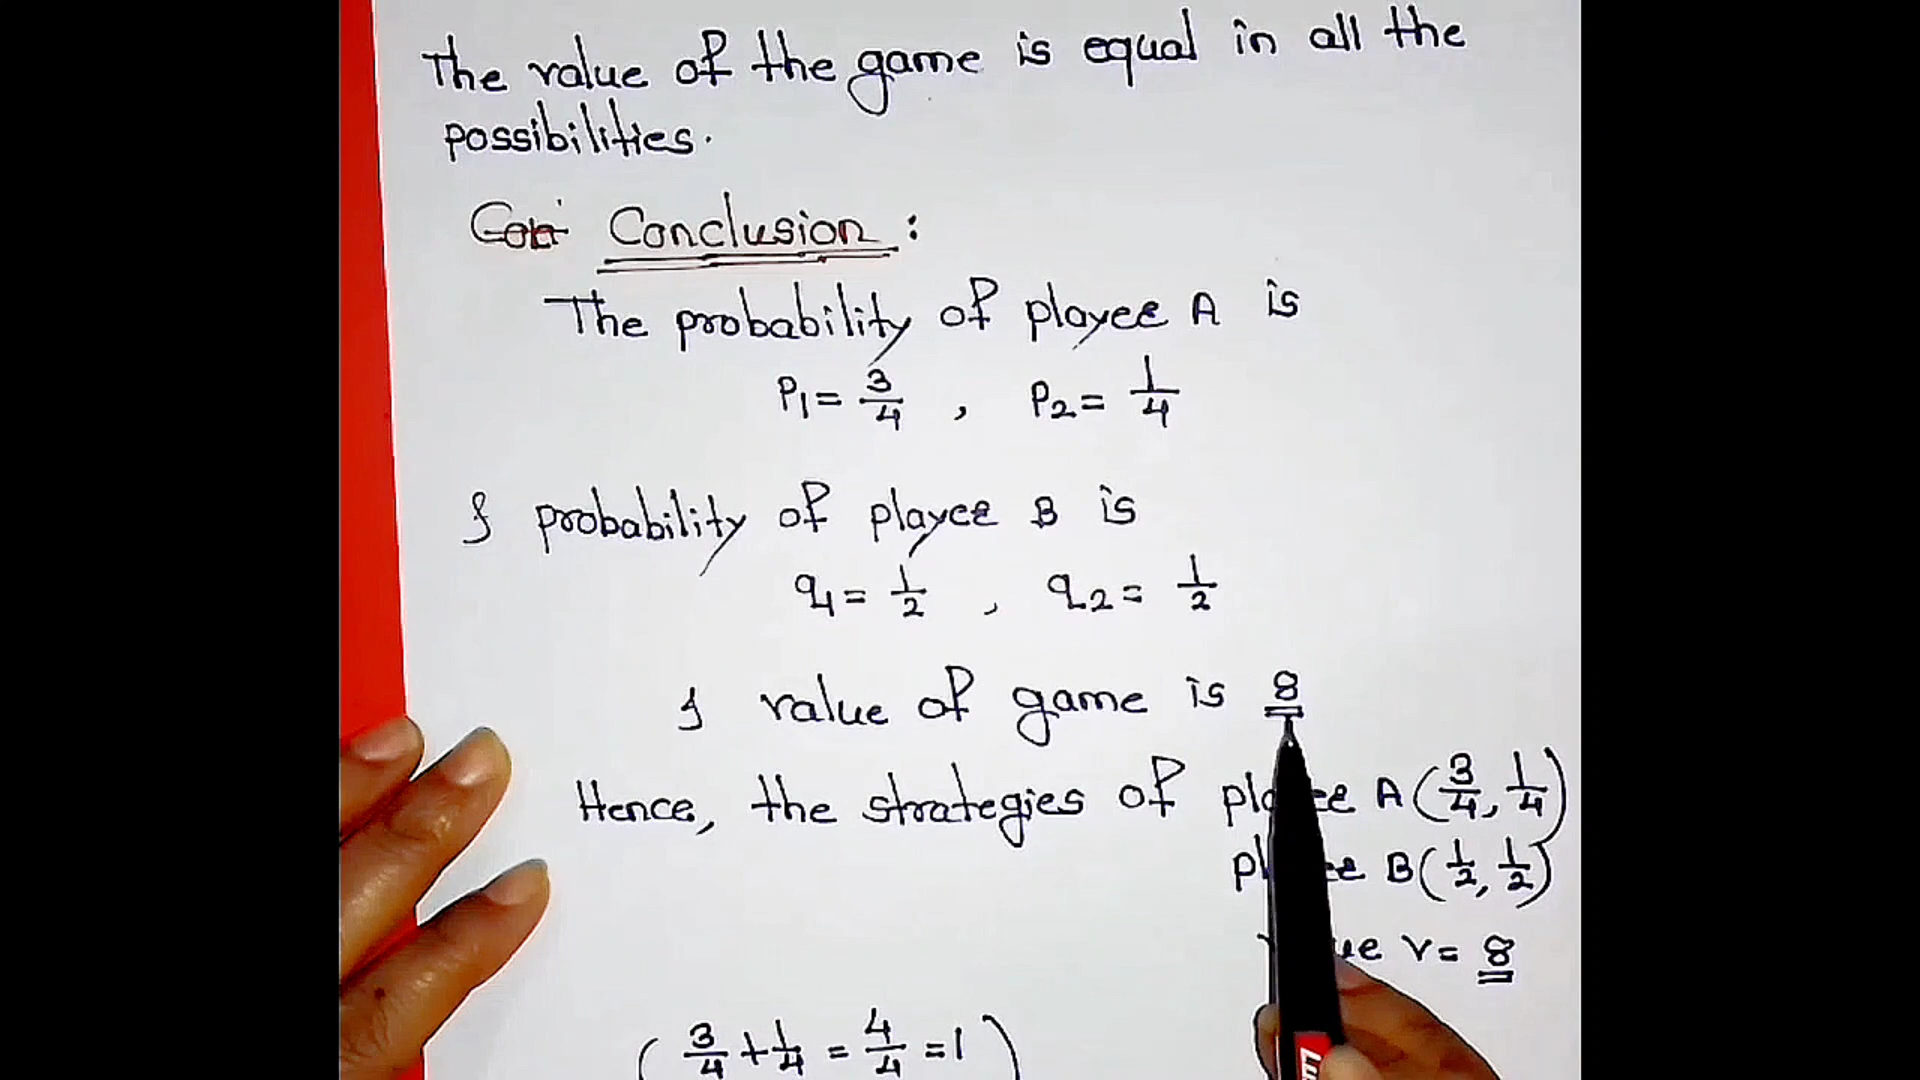 The value of the game is equal in all the
possibilities.
Conclusion :
The probability of player A is
P1 = 3/4 , P2 = 1/4
& probability of player B is
q1 = 1/2 , q2 = 1/2
& value of game is 8
Hence, the strategies of player A (3/4, 1/4)
player B (1/2, 1/2)
value v = 8
( 3/4 + 1/4 = 4/4 = 1 )